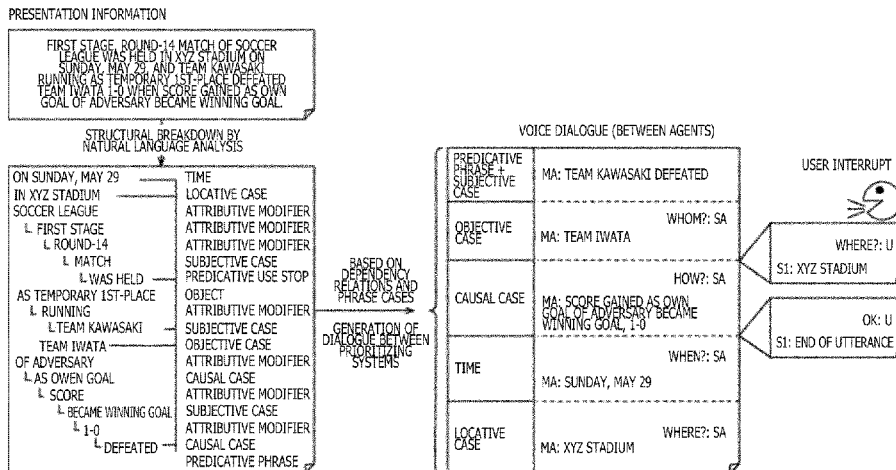 PRESENTATION INFORMATION
FIRST STAGE, ROUND-14 MATCH OF SOCCER
LEAGUE WAS HELD IN XYZ STADIUM ON
SUNDAY, MAY 29, AND TEAM KAWASAKI
RUNNING AS TEMPORARY 1ST-PLACE DEFEATED
TEAM IWATA 1-0 WHEN SCORE GAINED AS OWN
GOAL OF ADVERSARY BECAME WINNING GOAL.
STRUCTURAL BREAKDOWN BY
NATURAL LANGUAGE ANALYSIS
ON SUNDAY, MAY 29 TIME
IN XYZ STADIUM LOCATIVE CASE
SOCCER LEAGUE ATTRIBUTIVE MODIFIER
FIRST STAGE ATTRIBUTIVE MODIFIER
ROUND-14 ATTRIBUTIVE MODIFIER
MATCH SUBJECTIVE CASE
WAS HELD PREDICATIVE USE STOP
AS TEMPORARY 1ST-PLACE OBJECT
RUNNING ATTRIBUTIVE MODIFIER
TEAM KAWASAKI SUBJECTIVE CASE
TEAM IWATA OBJECTIVE CASE
OF ADVERSARY ATTRIBUTIVE MODIFIER
AS OWEN GOAL CAUSAL CASE
SCORE ATTRIBUTIVE MODIFIER
BECAME WINNING GOAL SUBJECTIVE CASE
1-0 ATTRIBUTIVE MODIFIER
DEFEATED CAUSAL CASE
PREDICATIVE PHRASE
BASED ON
DEPENDENCY
RELATIONS AND
PHRASE CASES
GENERATION OF
DIALOGUE BETWEEN
PRIORITIZING
SYSTEMS
VOICE DIALOGUE (BETWEEN AGENTS)
PREDICATIVE
PHRASE +
SUBJECTIVE
CASE
MA: TEAM KAWASAKI DEFEATED
OBJECTIVE
CASE
WHOM?: SA
MA: TEAM IWATA
CAUSAL CASE
HOW?: SA
MA: SCORE GAINED AS OWN
GOAL OF ADVERSARY BECAME
WINNING GOAL, 1-0
TIME
WHEN?: SA
MA: SUNDAY, MAY 29
LOCATIVE
CASE
WHERE?: SA
MA: XYZ STADIUM
USER INTERRUPT
WHERE?: U
S1: XYZ STADIUM
OK: U
S1: END OF UTTERANCE